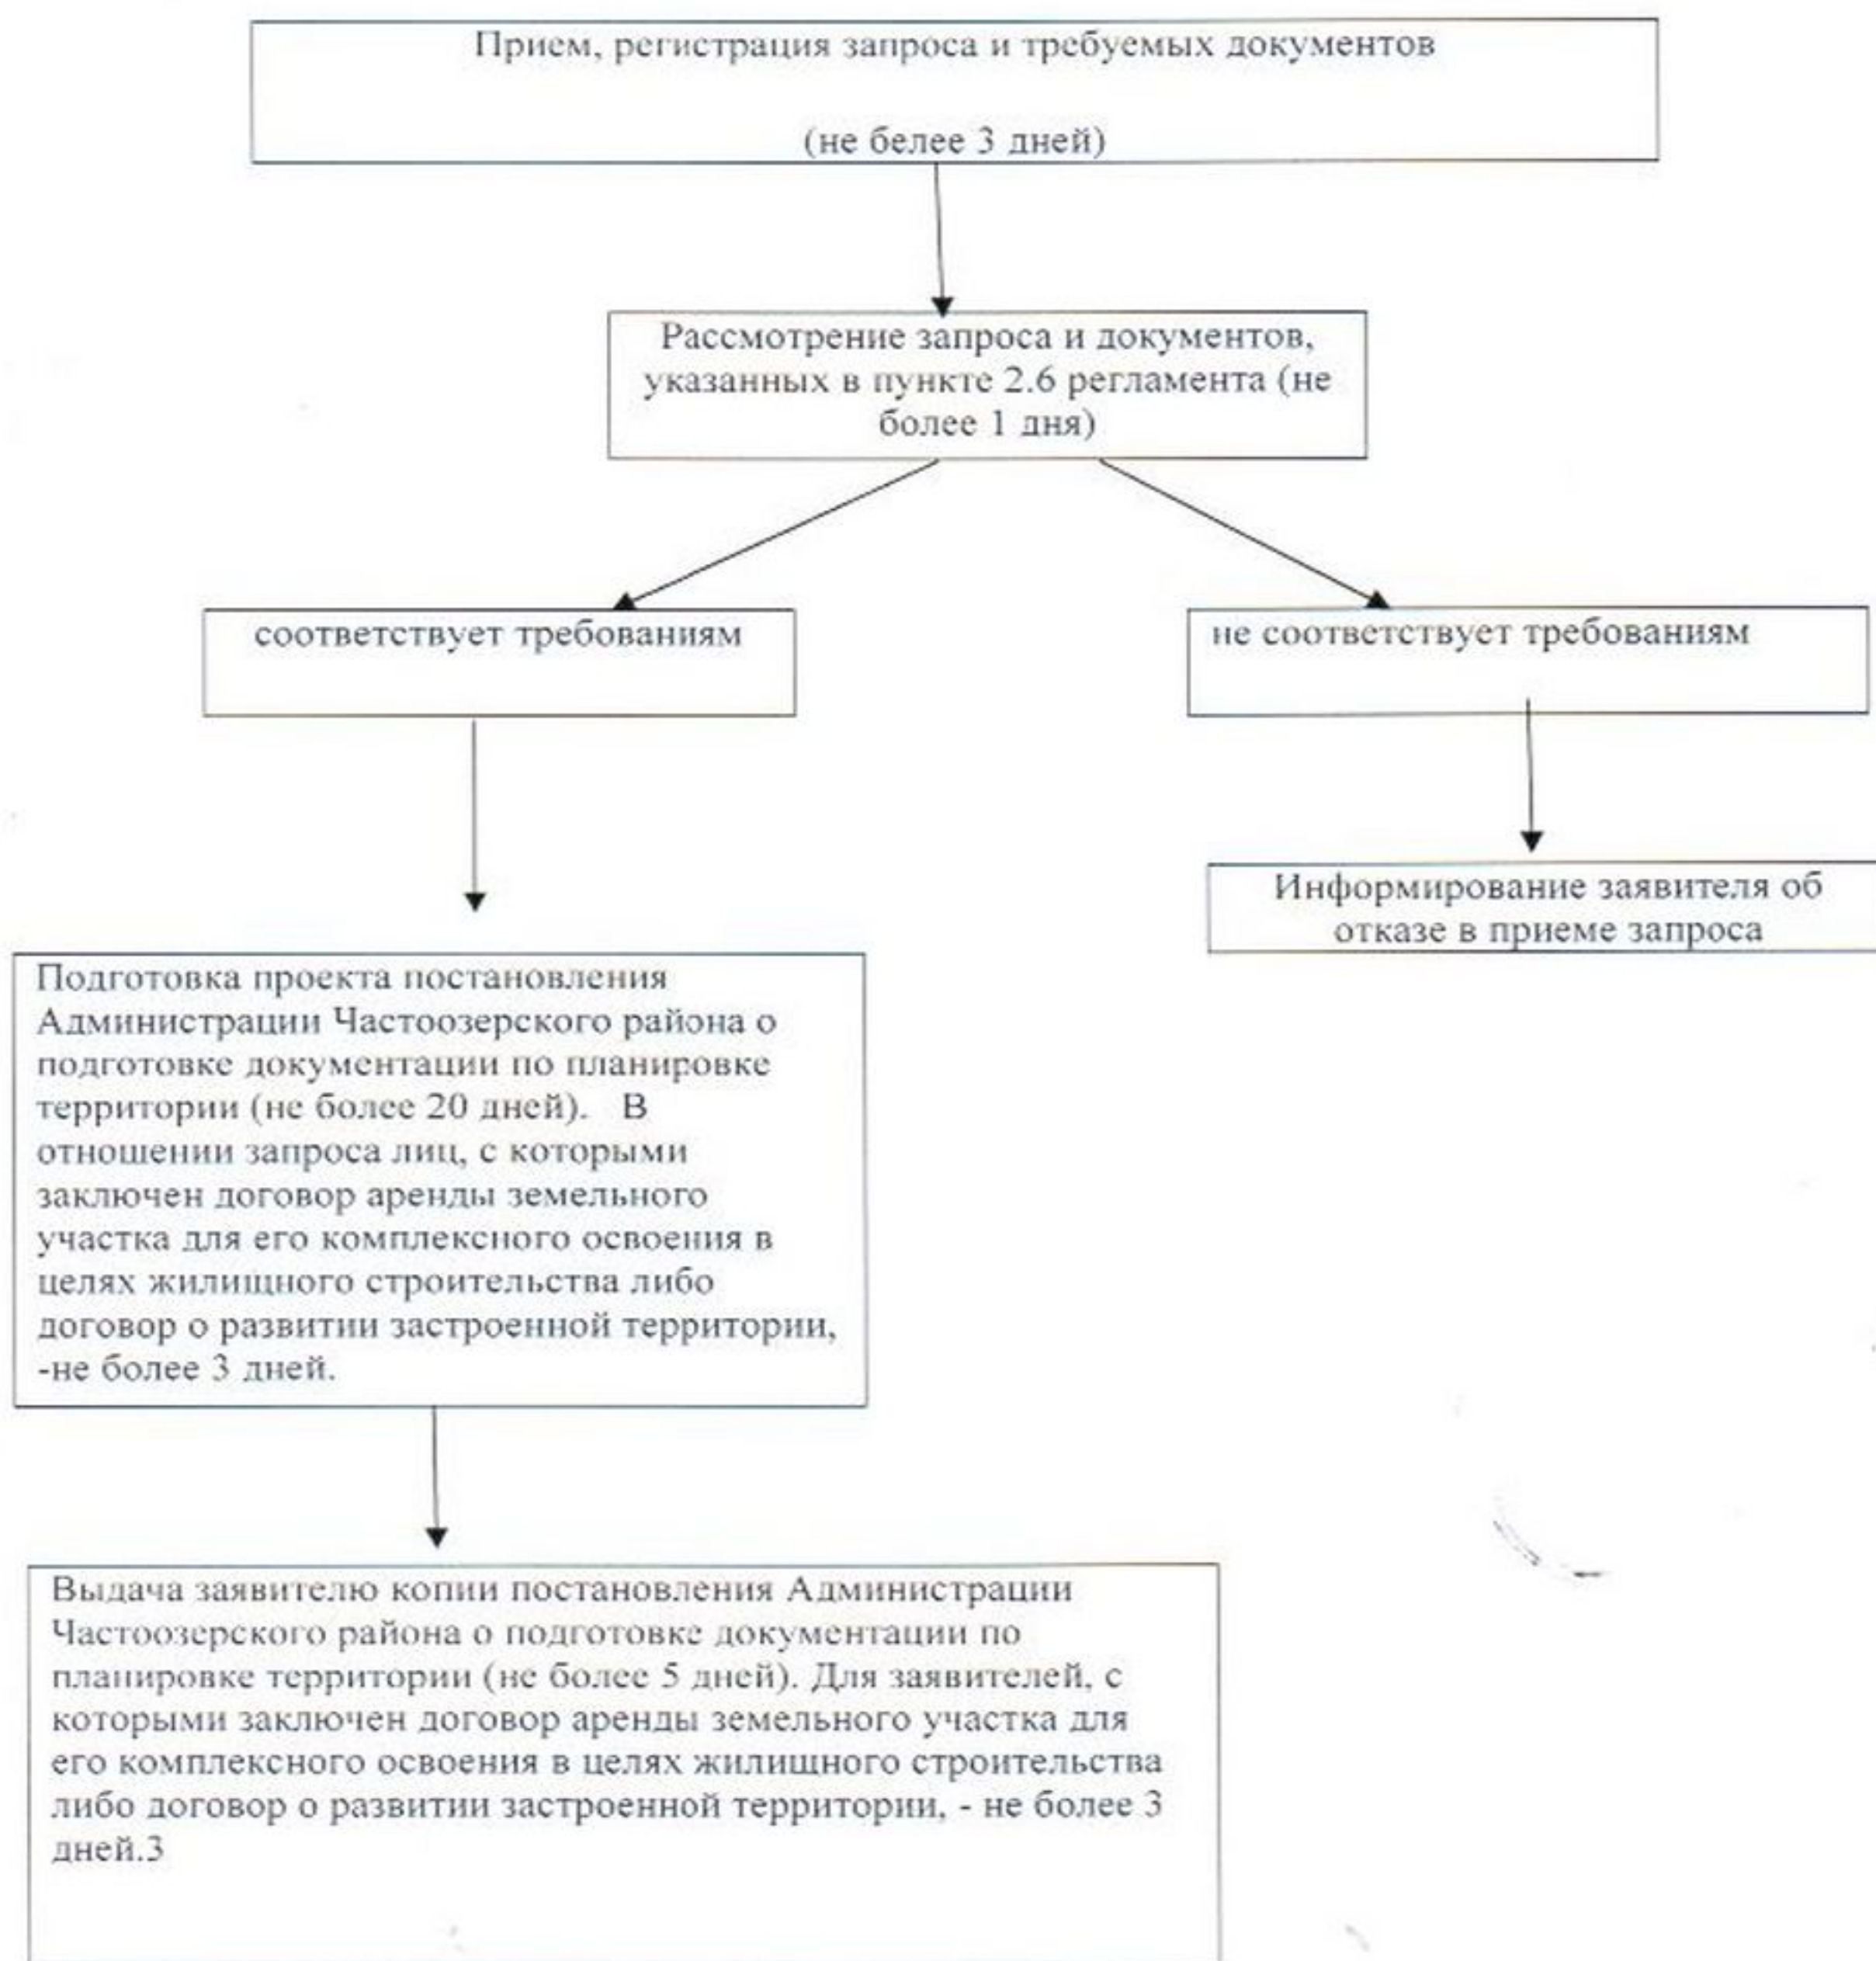 Прием, регистрация запроса и требуемых документов
(не белее 3 дней)
Рассмотрение запроса и документов,
указанных в пункте 2.6 регламента (не
более 1 дня)
соответствует требованиям
не соответствует требованиям
Информирование заявителя об
отказе в приеме запроса
Подготовка проекта постановления
Администрации Частоозерского района о
подготовке документации по планировке
территории (не более 20 дней).   В
отношении запроса лиц, с которыми
заключен договор аренды земельного
участка для его комплексного освоения в
целях жилищного строительства либо
договор о развитии застроенной территории,
-не более 3 дней.
Выдача заявителю копии постановления Администрации
Частоозерского района о подготовке документации по
планировке территории (не более 5 дней). Для заявителей, с
которыми заключен договор аренды земельного участка для
его комплексного освоения в целях жилищного строительства
либо договор о развитии застроенной территории, - не более 3
дней.3